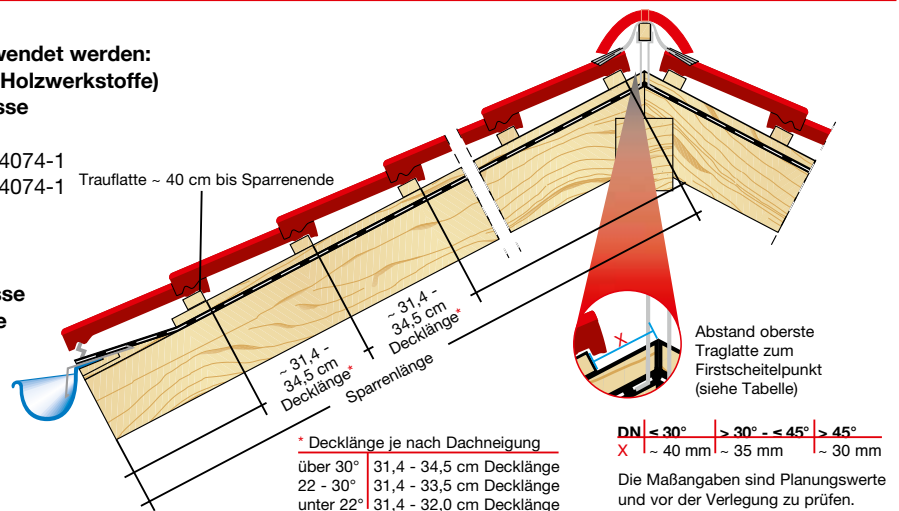 wendet werden:
Holzwerkstoffe)
sse
4074-1
4074-1
Trauflatte ~ 40 cm bis Sparrenende
sse
e
~ 31,4 -
34,5 cm
Decklänge*
~ 31,4 -
34,5 cm
Decklänge*
Sparrenlänge
X
Abstand oberste
Traglatte zum
Firstscheitelpunkt
(siehe Tabelle)
* Decklänge je nach Dachneigung
über 30° 31,4 - 34,5 cm Decklänge
22 - 30° 31,4 - 33,5 cm Decklänge
unter 22° 31,4 - 32,0 cm Decklänge
DN ≤ 30° > 30° - ≤ 45° > 45°
X ~ 40 mm ~ 35 mm ~ 30 mm
Die Maßangaben sind Planungswerte
und vor der Verlegung zu prüfen.